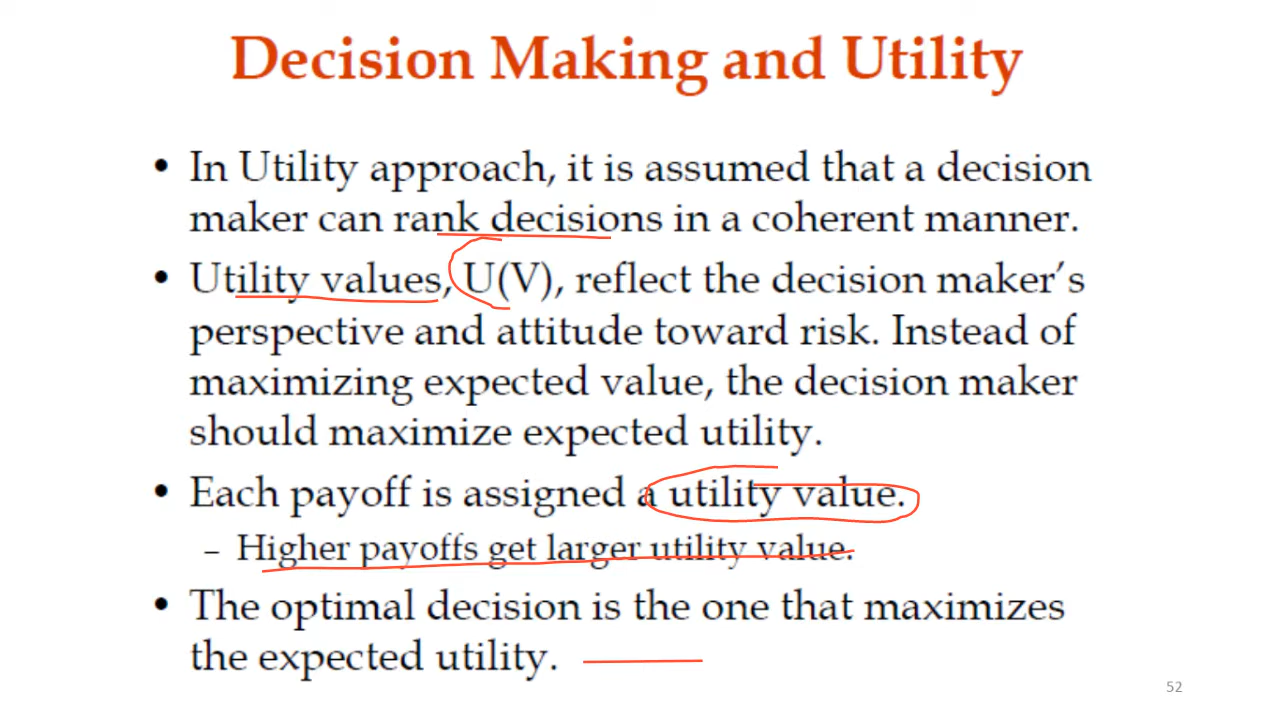 Decision Making and Utility
• In Utility approach, it is assumed that a decision
maker can rank decisions in a coherent manner.
• Utility values, U(V), reflect the decision maker's
perspective and attitude toward risk. Instead of
maximizing expected value, the decision maker
should maximize expected utility.
• Each payoff is assigned a utility value.
– Higher payoffs get larger utility value.
• The optimal decision is the one that maximizes
the expected utility.
52